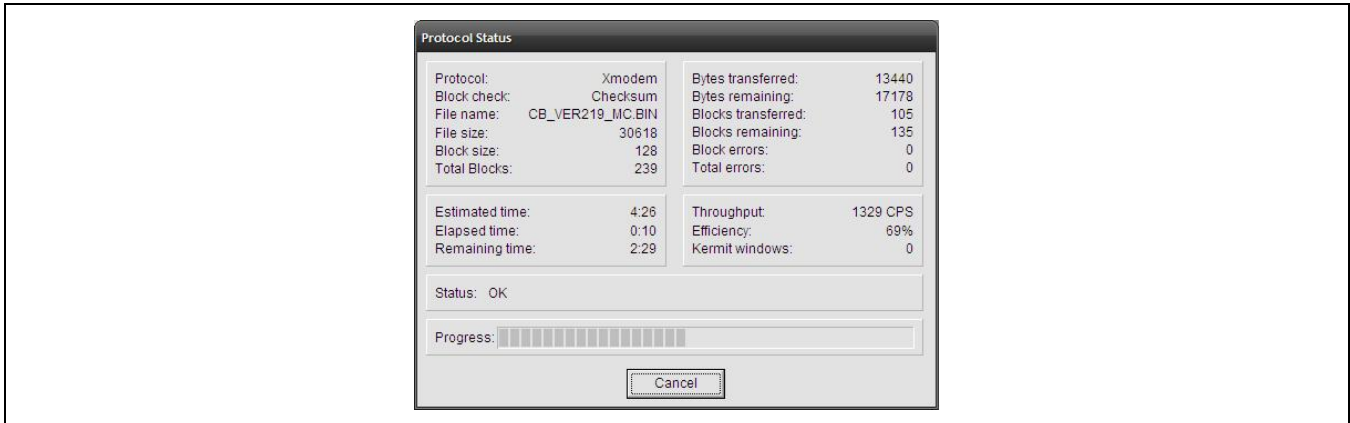 Protocol Status
Protocol: Xmodem
Block check: Checksum
File name: CB_VER219_MC.BIN
File size: 30618
Block size: 128
Total Blocks: 239
Bytes transferred: 13440
Bytes remaining: 17178
Blocks transferred: 105
Blocks remaining: 135
Block errors: 0
Total errors: 0
Estimated time: 4:26
Elapsed time: 0:10
Remaining time: 2:29
Throughput: 1329 CPS
Efficiency: 69%
Kermit windows: 0
Status: OK
Progress:
Cancel